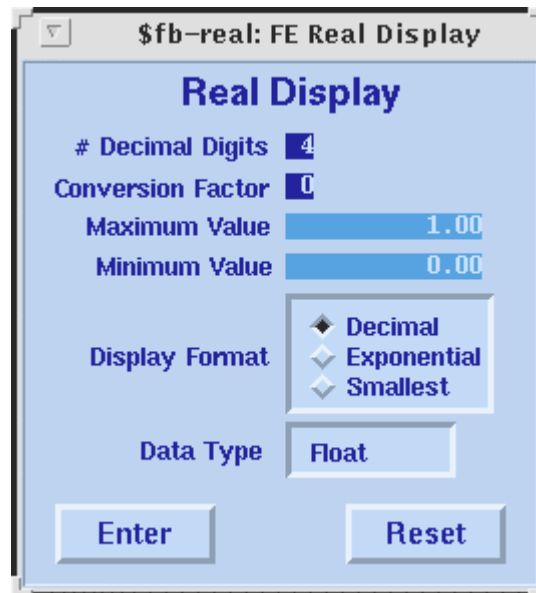 $fb-real: FE Real Display
Real Display
# Decimal Digits 4
Conversion Factor 0
Maximum Value 1.00
Minimum Value 0.00
Display Format
Decimal
Exponential
Smallest
Data Type Float
Enter Reset